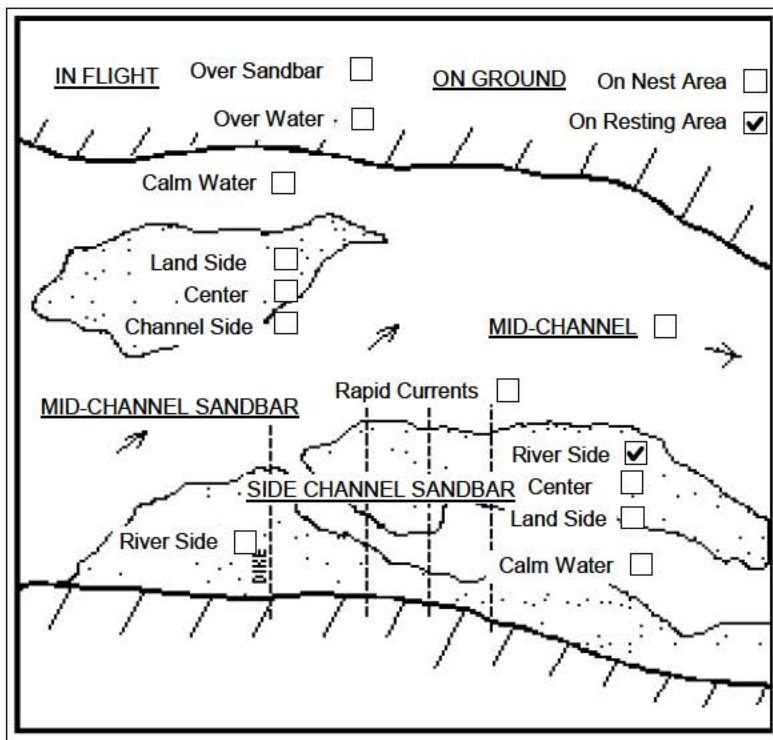 IN FLIGHT Over Sandbar ON GROUND On Nest Area
Over Water On Resting Area
Calm Water
Land Side
Center
Channel Side
MID-CHANNEL
Rapid Currents
MID-CHANNEL SANDBAR
River Side
SIDE CHANNEL SANDBAR Center
Land Side
River Side
DIKE
Calm Water